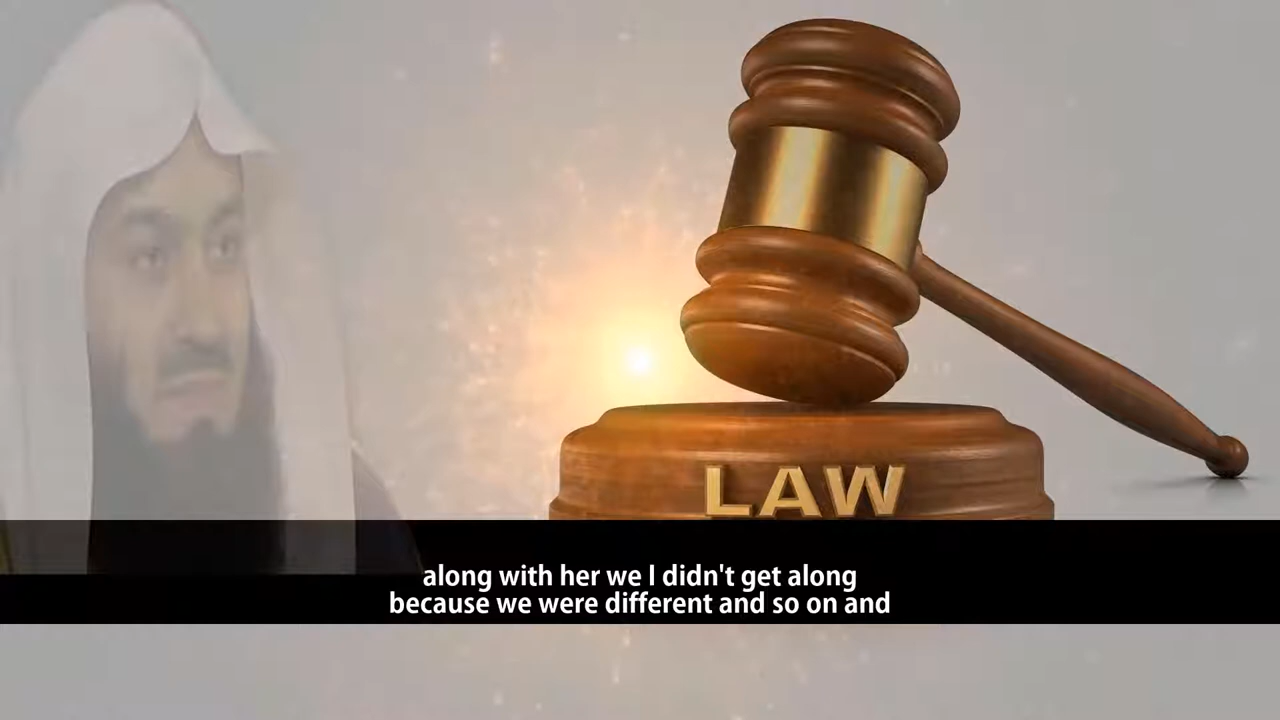 LAW
along with her we I didn't get along
because we were different and so on and